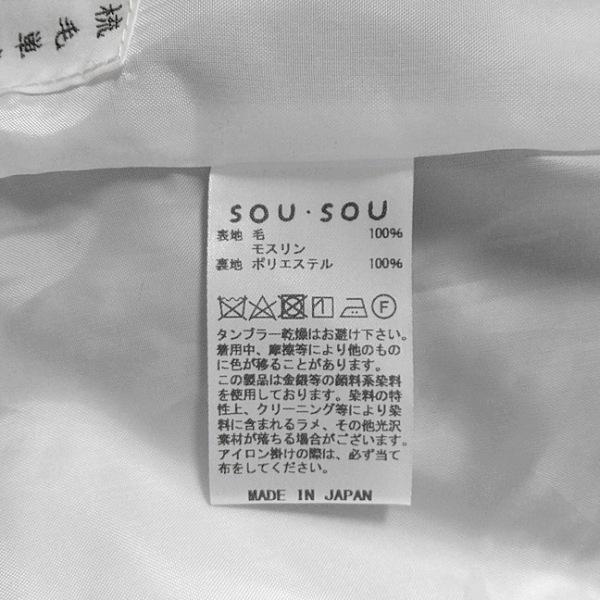 梳毛単
SOU・SOU
表地 毛 100%
モスリン
裏地 ポリエステル 100%
F
タンブラー乾燥はお避け下さい。
着用中、摩擦等により他のもの
に色が移ることがあります。
この製品は金銀等の顔料系染料
を使用しております。染料の特
性上、クリーニング等により染
料に含まれるラメ、その他光沢
素材が落ちる場合がございます。
アイロン掛けの際は、必ず当て
布をしてください。
MADE IN JAPAN